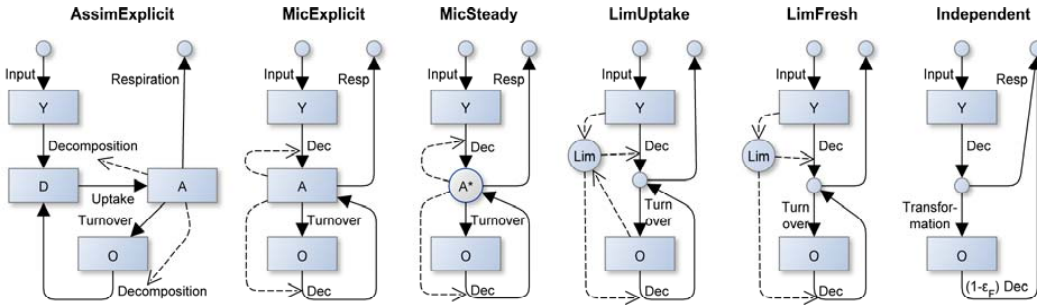 AssimExplicit
Input
Respiration
Y
Decomposition
D
Uptake
A
Turnover
O
Decomposition
MicExplicit
Input
Resp
Y
Dec
A
Turnover
O
Dec
MicSteady
Input
Resp
Y
Dec
A*
Turnover
O
Dec
LimUptake
Input
Y
Dec
Lim
Turn
over
O
Dec
LimFresh
Input
Y
Dec
Lim
Turn
over
O
Dec
Independent
Input
Resp
Y
Dec
Transfor-
mation
O
(1-εF) Dec